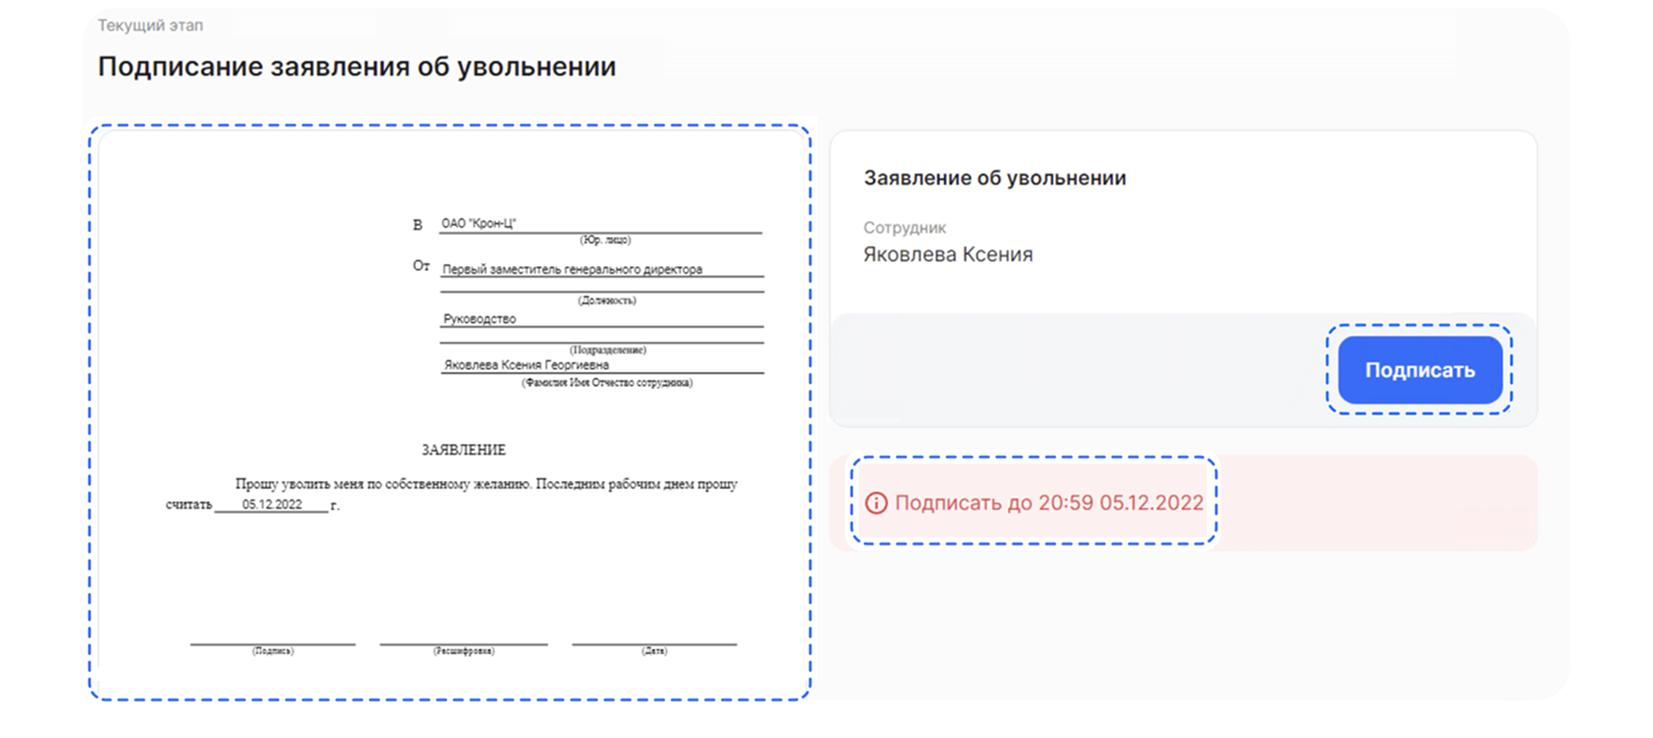 Текущий этап
Подписание заявления об увольнении
В ОАО "Крон-Ц"
(Юр. лицо)
От Первый заместитель генерального директора
(Должность)
Руководство
(Подразделение)
Яковлева Ксения Георгиевна
(Фамилия Имя Отчество сотрудника)
ЗАЯВЛЕНИЕ
Прошу уволить меня по собственному желанию. Последним рабочим днем прошу
считать 05.12.2022 г.
(Подпись) (Расшифровка) (Дата)
Заявление об увольнении
Сотрудник
Яковлева Ксения
Подписать
Подписать до 20:59 05.12.2022